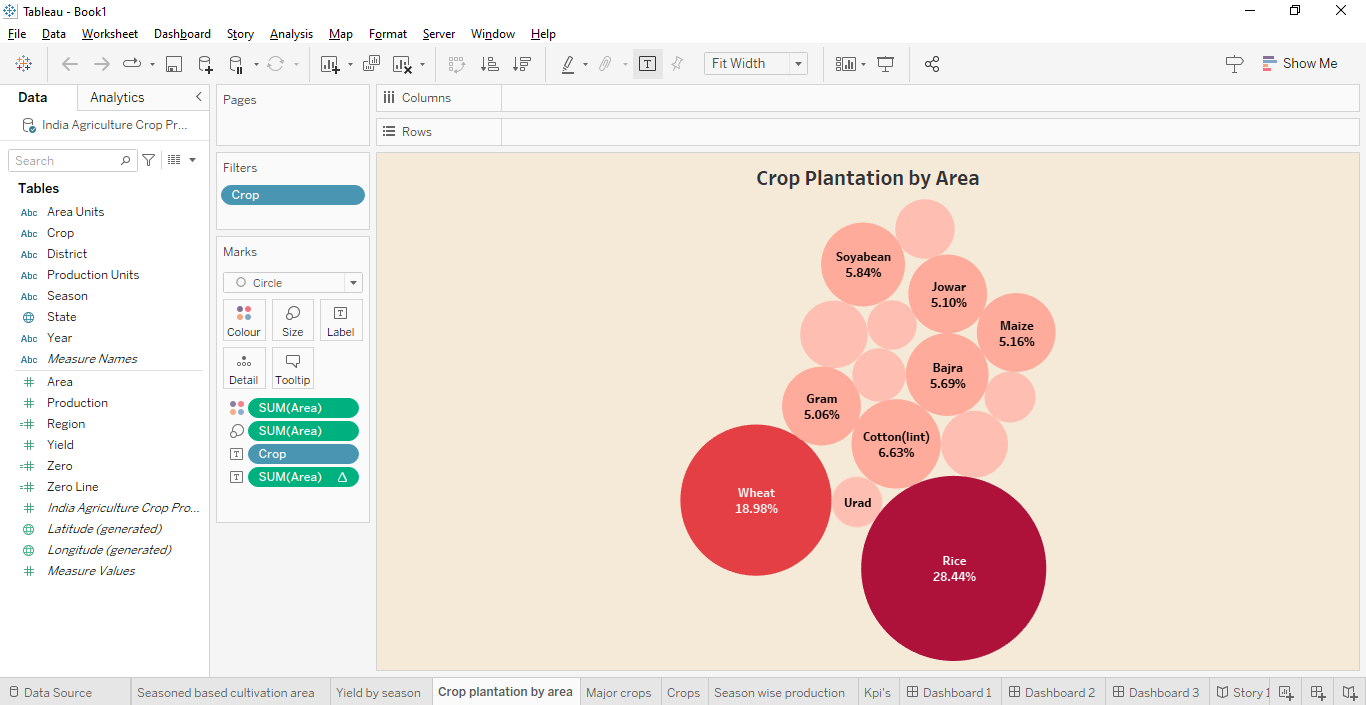 Tableau - Book1
File Data Worksheet Dashboard Story Analysis Map Format Server Window Help
Fit Width
Show Me
Data
Analytics
India Agriculture Crop Pr...
Search
Tables
Abc Area Units
Abc Crop
Abc District
Abc Production Units
Abc Season
State
Abc Year
Abc Measure Names
Area
Production
Region
Yield
Zero
Zero Line
India Agriculture Crop Pro...
Latitude (generated)
Longitude (generated)
Measure Values
Pages
Filters
Crop
Marks
Circle
Colour
Size
Label
Detail
Tooltip
SUM(Area)
SUM(Area)
Crop
SUM(Area)
Columns
Rows
Crop Plantation by Area
Soyabean
5.84%
Jowar
5.10%
Maize
5.16%
Bajra
5.69%
Gram
5.06%
Cotton(lint)
6.63%
Wheat
18.98%
Urad
Rice
28.44%
Data Source
Seasoned based cultivation area
Yield by season
Crop plantation by area
Major crops
Crops
Season wise production
Kpi's
Dashboard 1
Dashboard 2
Dashboard 3
Story 1